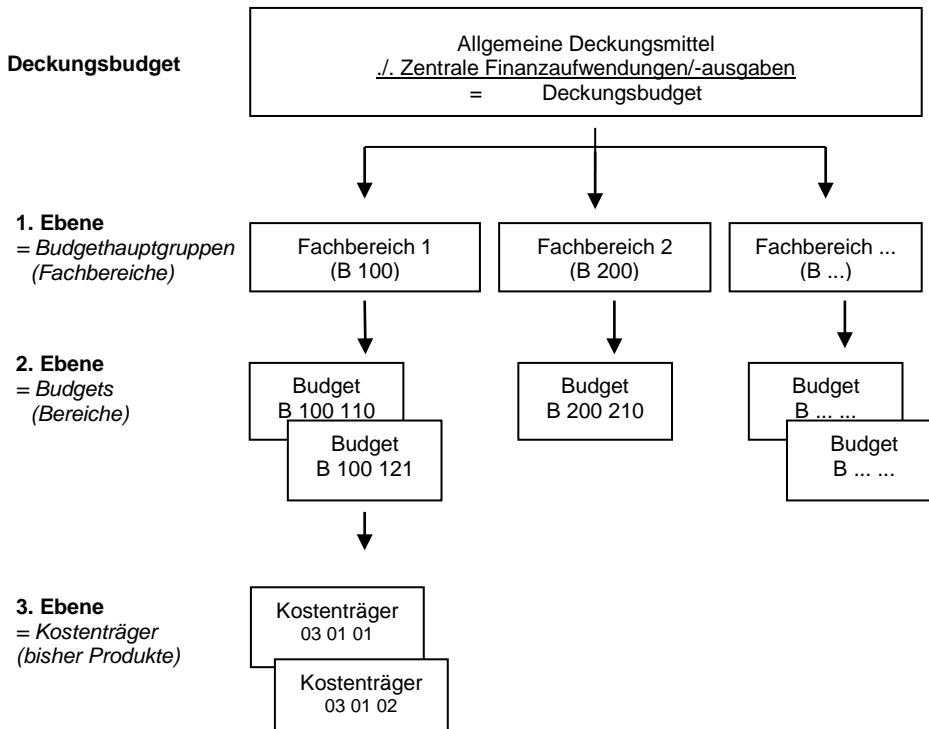 Deckungsbudget
Allgemeine Deckungsmittel
./. Zentrale Finanzaufwendungen/-ausgaben
= Deckungsbudget
1. Ebene
= Budgethauptgruppen
(Fachbereiche)
Fachbereich 1
(B 100)
Fachbereich 2
(B 200)
Fachbereich ...
(B ...)
2. Ebene
= Budgets
(Bereiche)
Budget
B 100 110
Budget
B 100 121
Budget
B 200 210
Budget
B ... ...
Budget
B ... ...
3. Ebene
= Kostenträger
(bisher Produkte)
Kostenträger
03 01 01
Kostenträger
03 01 02